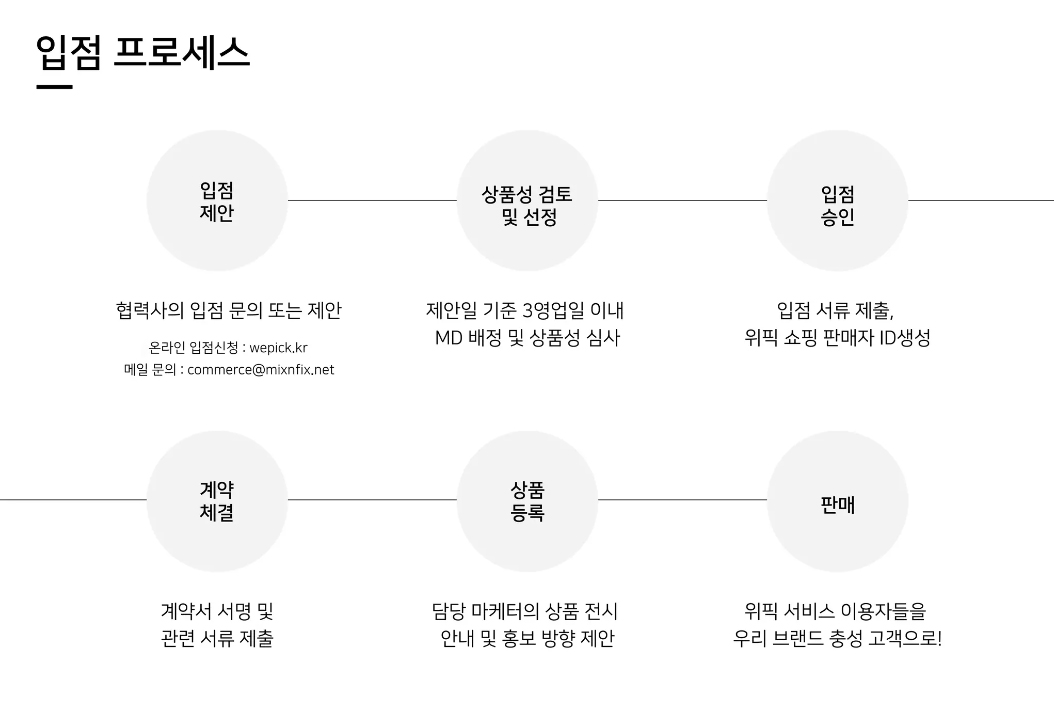 입점 프로세스
입점
제안
협력사의 입점 문의 또는 제안
온라인 입점신청 : wepick.kr
메일 문의 : commerce@mixnfix.net
상품성 검토
및 선정
제안일 기준 3영업일 이내
MD 배정 및 상품성 심사
입점
승인
입점 서류 제출,
위픽 쇼핑 판매자 ID생성
계약
체결
계약서 서명 및
관련 서류 제출
상품
등록
담당 마케터의 상품 전시
안내 및 홍보 방향 제안
판매
위픽 서비스 이용자들을
우리 브랜드 충성 고객으로!